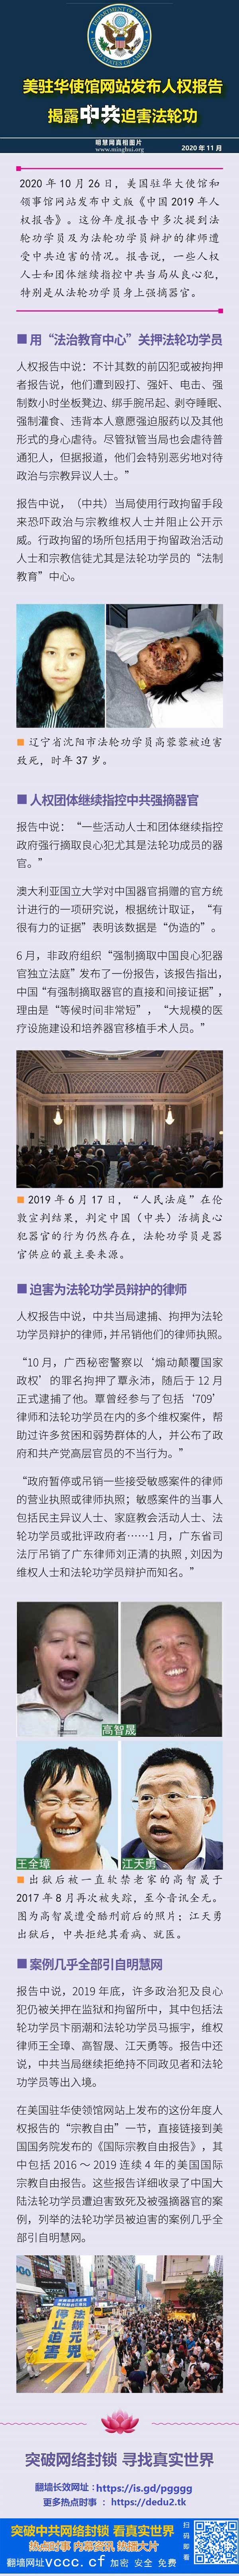 DEPARTMENT OF STATE
UNITED STATES OF AMERICA
美驻华使馆网站发布人权报告
揭露中共迫害法轮功
明慧网真相图片
www.minghui.org
2020 年 11 月
2020 年 10 月 26 日，美国驻华大使馆和
领事馆网站发布中文版《中国 2019 年人
权报告》。这份年度报告中多次提到法
轮功学员及为法轮功学员辩护的律师遭
受中共迫害的情况。报告说，一些人权
人士和团体继续指控中共当局从良心犯，
特别是从法轮功学员身上强摘器官。
■ 用“法治教育中心”关押法轮功学员
人权报告中说：不计其数的前囚犯或被拘押
者报告说，他们遭到殴打、强奸、电击、强
制数小时坐板凳边、绑手腕吊起、剥夺睡眠、
强制灌食、违背本人意愿强迫服药以及其他
形式的身心虐待。尽管狱管当局也会虐待普
通犯人，但据报道，他们会特别恶劣地对待
政治与宗教异议人士。”
报告中说，（中共）当局使用行政拘留手段
来恐吓政治与宗教维权人士并阻止公开示
威。行政拘留的场所包括用于拘留政治活动
人士和宗教信徒尤其是法轮功学员的“法制
教育”中心。
■ 辽宁省沈阳市法轮功学员高蓉蓉被迫害
致死，时年 37 岁。
■ 人权团体继续指控中共强摘器官
报告中说：“一些活动人士和团体继续指控
政府强行摘取良心犯尤其是法轮功成员的器
官。”
澳大利亚国立大学对中国器官捐赠的官方统
计进行的一项研究说，根据统计取证，“有
很有力的证据”表明该数据是“伪造的”。
6 月，非政府组织“强制摘取中国良心犯器
官独立法庭”发布了一份报告，该报告指出，
中国“有强制摘取器官的直接和间接证据”，
理由是“等候时间非常短”，“大规模的医
疗设施建设和培养器官移植手术人员。”
■ 2019 年 6 月 17 日，“人民法庭”在伦
敦宣判结果，判定中国（中共）活摘良心
犯器官的行为仍然存在，法轮功学员是器
官供应的最主要来源。
■ 迫害为法轮功学员辩护的律师
人权报告中说，中共当局逮捕、拘押为法轮
功学员辩护的律师，并吊销他们的律师执照。
“10 月，广西秘密警察以‘煽动颠覆国家
政权’的罪名拘押了覃永沛，随后于 12 月
正式逮捕了他。覃曾经参与了包括‘709’
律师和法轮功学员在内的多个维权案件，帮
助过许多贫困和弱势群体的人，并公布了政
府和共产党高层官员的不当行为。”
“政府暂停或吊销一些接受敏感案件的律师
的营业执照或律师执照；敏感案件的当事人
包括民主异议人士、家庭教会活动人士、法
轮功学员或批评政府者……1 月，广东省司
法厅吊销了广东律师刘正清的执照，刘因为
维权人士和法轮功学员辩护而知名。”
高智晟
王全璋
江天勇
■ 出狱后被一直软禁老家的高智晟于
2017 年 8 月再次被失踪，至今音讯全无。
图为高智晟遭受酷刑前后的照片；江天勇
出狱后，中共拒绝其看病、就医。
■ 案例几乎全部引自明慧网
报告中说，2019 年底，许多政治犯及良心
犯仍被关押在监狱和拘留所中，其中包括法
轮功学员卞丽潮和法轮功学员马振宇，维权
律师王全璋、高智晟、江天勇等。报告中还
说，中共当局继续拒绝持不同政见者和法轮
功学员等出入境。
在美国驻华使领馆网站上发布的这份年度人
权报告的“宗教自由”一节，直接链接到美
国国务院发布的《国际宗教自由报告》，其
中包括 2016 ～ 2019 连续 4 年的美国国际
宗教自由报告。这些报告详细收录了中国大
陆法轮功学员遭迫害致死及被强摘器官的案
例，列举的法轮功学员被迫害的案例几乎全
部引自明慧网。
法办元凶
停止迫害
突破网络封锁 寻找真实世界
翻墙长效网址：https://is.gd/pgggg
更多热点时事 ：https://dedu2.tk
突破中共网络封锁 看真实世界
热点时事 内幕资讯 热播大片
翻墙网址vccc.cf 加密 安全 免费
扫码即看